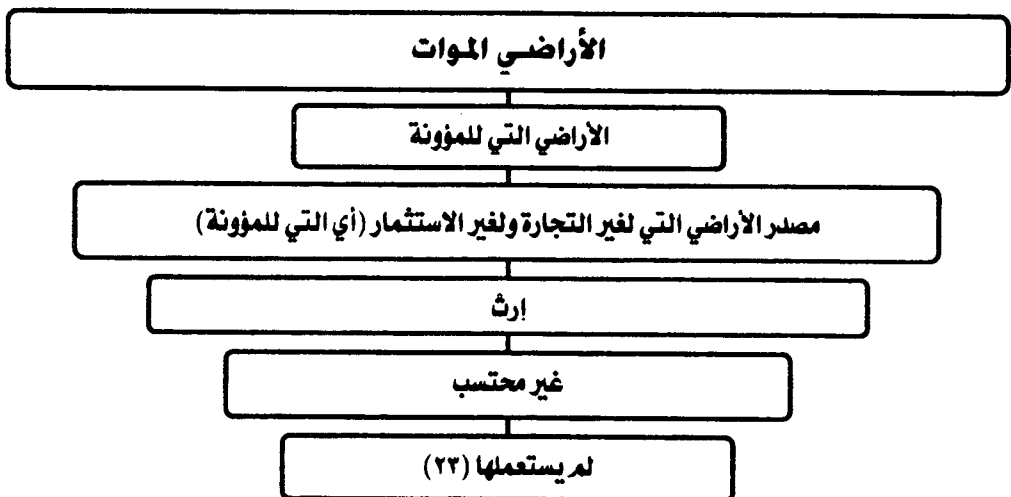 الأراضي الموات
الأراضي التي للمؤونة
مصدر الأراضي التي لغير التجارة ولغير الاستثمار (أي التي للمؤونة)
إرث
غير محتسب
لم يستعملها (٢٣)